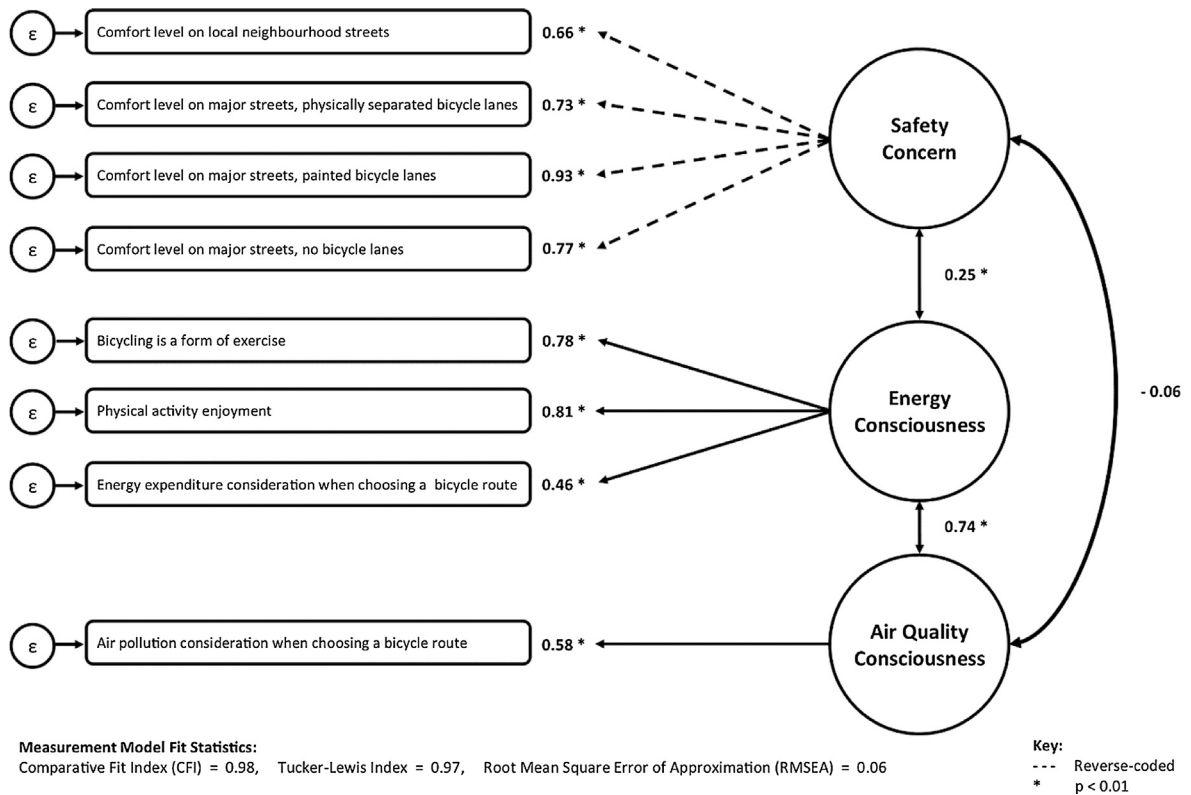 ε Comfort level on local neighbourhood streets 0.66 *
ε Comfort level on major streets, physically separated bicycle lanes 0.73 *
Safety
Concern
ε Comfort level on major streets, painted bicycle lanes 0.93 *
ε Comfort level on major streets, no bicycle lanes 0.77 *
0.25 *
ε Bicycling is a form of exercise 0.78 *
ε Physical activity enjoyment 0.81 *
Energy
Consciousness
- 0.06
ε Energy expenditure consideration when choosing a bicycle route 0.46 *
0.74 *
ε Air pollution consideration when choosing a bicycle route 0.58 *
Air Quality
Consciousness
Measurement Model Fit Statistics:
Comparative Fit Index (CFI) = 0.98, Tucker-Lewis Index = 0.97, Root Mean Square Error of Approximation (RMSEA) = 0.06
Key:
--- Reverse-coded
* p < 0.01